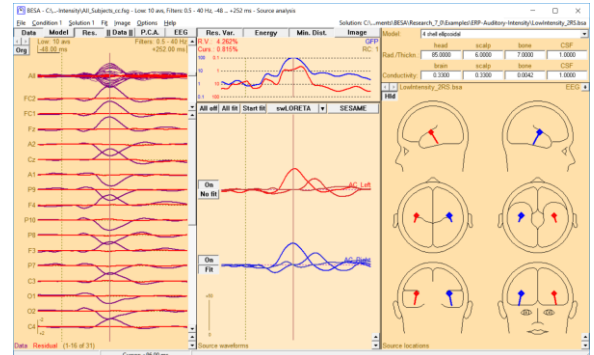 BESA - C:\...-Intensity\All_Subjects_cc.fsg - Low: 10 av, Filters: 0.5 - 40 Hz, -48 ... +252 ms - Source analysis
File Condition 1 Solution 1 Fit Image Options Help
Solution: C:\...ments\BESA\Research_7_0\Examples\ERP-Auditory-Intensity\LowIntensity_2RS.bsa
Data Model Res. || Data || P.C.A. EEG
Res. Var. Energy Min. Dist. Image
Model: 4 shell ellipsoidal
Org
Low: 10 avs Filters: 0.5 - 40 Hz
-48.00 ms +252.00 ms
R.V. 4.262% GFP
Curs. 0.815% RC: 1
head scalp bone CSF
Rad./Thickn.: 85.0000 6.0000 7.0000 1.0000
brain scalp bone CSF
Conductivity: 0.3300 0.3300 0.0042 1.0000
All off All fit Start fit swLORETA SESAME
LowIntensity_2RS.bsa EEG
Hld
All
FC2
FC1
Fz
A2
Cz
A1
P9
F4
P10
P8
F3
P7
C3
O1
O2
C4
On
No fit
AC_Left
On
Fit
AC_Right
Data Residual (1-16 of 31)
Source waveforms
Source locations